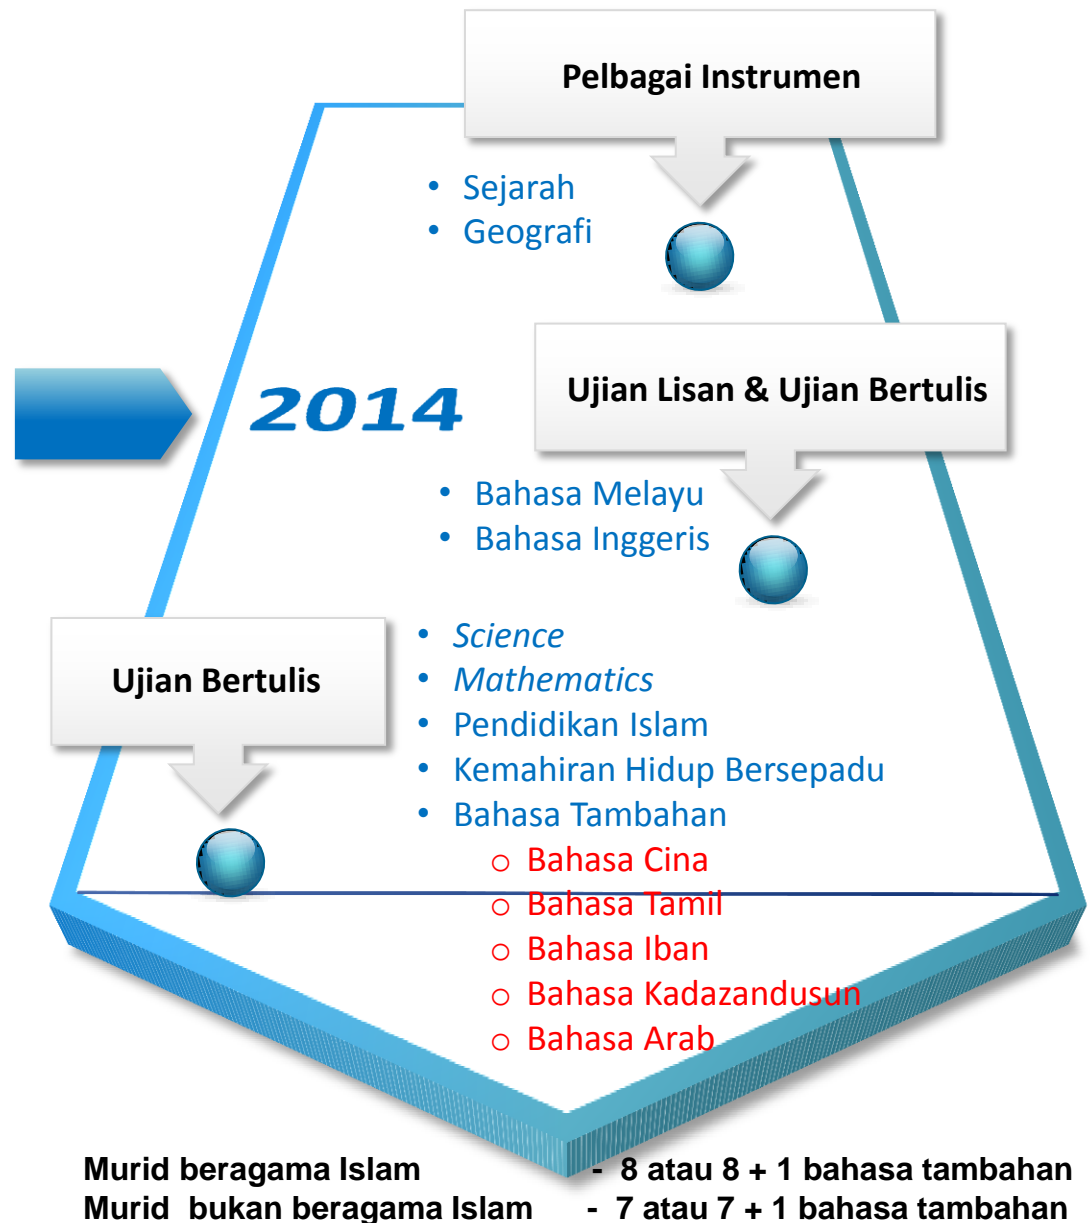 Pelbagai Instrumen
• Sejarah
• Geografi
2014
Ujian Lisan & Ujian Bertulis
• Bahasa Melayu
• Bahasa Inggeris
Ujian Bertulis
• Science
• Mathematics
• Pendidikan Islam
• Kemahiran Hidup Bersepadu
• Bahasa Tambahan
o Bahasa Cina
o Bahasa Tamil
o Bahasa Iban
o Bahasa Kadazandusun
o Bahasa Arab
Murid beragama Islam - 8 atau 8 + 1 bahasa tambahan
Murid bukan beragama Islam - 7 atau 7 + 1 bahasa tambahan